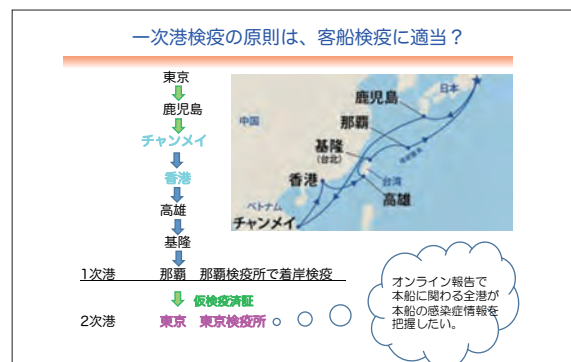 一次港検疫の原則は、客船検疫に適当？
東京
鹿児島
チャンメイ
香港
高雄
基隆
1次港 那覇 那覇検疫所で着岸検疫
仮検疫済証
2次港 東京 東京検疫所
日本
鹿児島
那覇
中国
基隆
(台北)
香港
台湾
高雄
ベトナム
チャンメイ
オンライン報告で
本船に関わる全港が
本船の感染症情報を
把握したい。